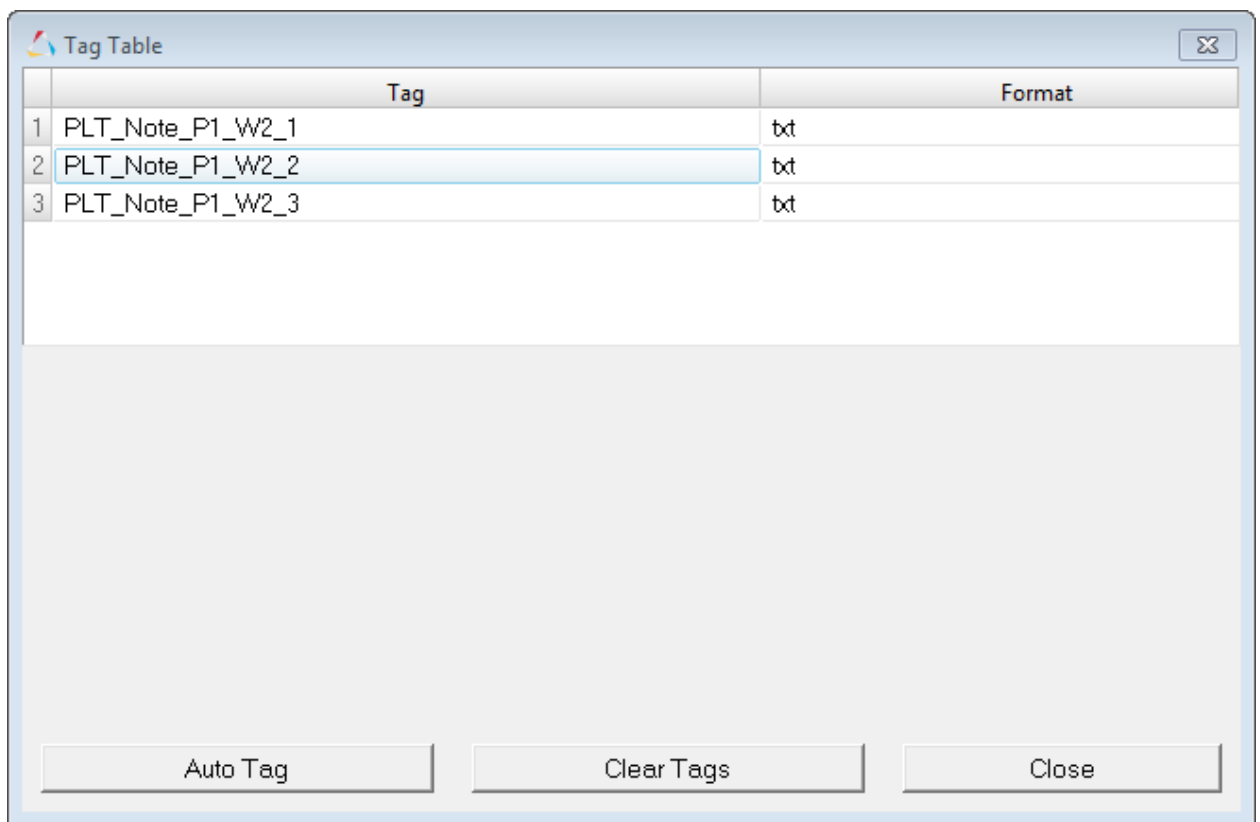 Tag Table
Tag Format
1 PLT_Note_P1_W2_1 txt
2 PLT_Note_P1_W2_2 txt
3 PLT_Note_P1_W2_3 txt
Auto Tag Clear Tags Close